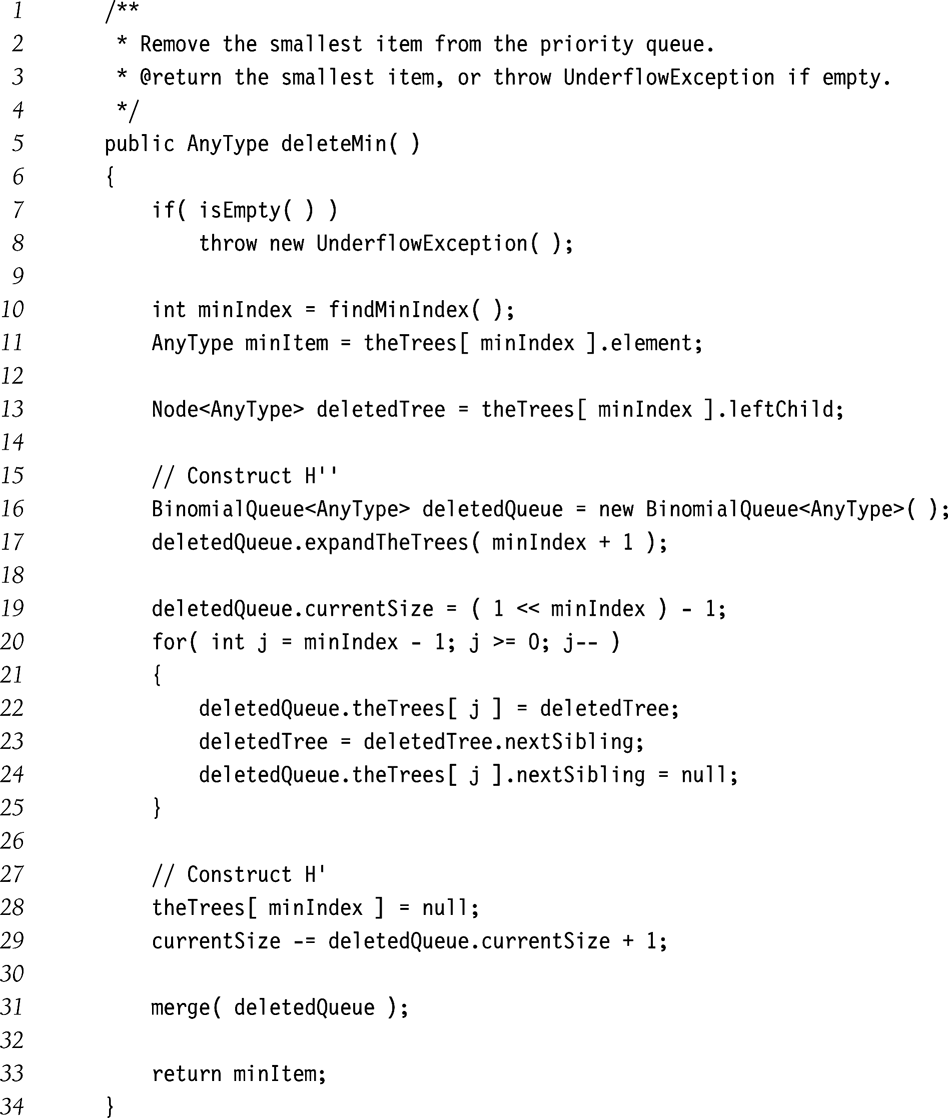 1 /**
2 * Remove the smallest item from the priority queue.
3 * @return the smallest item, or throw UnderflowException if empty.
4 */
5 public AnyType deleteMin( )
6 {
7 if( isEmpty( ) )
8 throw new UnderflowException( );
9
10 int minIndex = findMinIndex( );
11 AnyType minItem = theTrees[ minIndex ].element;
12
13 Node<AnyType> deletedTree = theTrees[ minIndex ].leftChild;
14
15 // Construct H''
16 BinomialQueue<AnyType> deletedQueue = new BinomialQueue<AnyType>( );
17 deletedQueue.expandTheTrees( minIndex + 1 );
18
19 deletedQueue.currentSize = ( 1 << minIndex ) - 1;
20 for( int j = minIndex - 1; j >= 0; j-- )
21 {
22 deletedQueue.theTrees[ j ] = deletedTree;
23 deletedTree = deletedTree.nextSibling;
24 deletedQueue.theTrees[ j ].nextSibling = null;
25 }
26
27 // Construct H'
28 theTrees[ minIndex ] = null;
29 currentSize -= deletedQueue.currentSize + 1;
30
31 merge( deletedQueue );
32
33 return minItem;
34 }